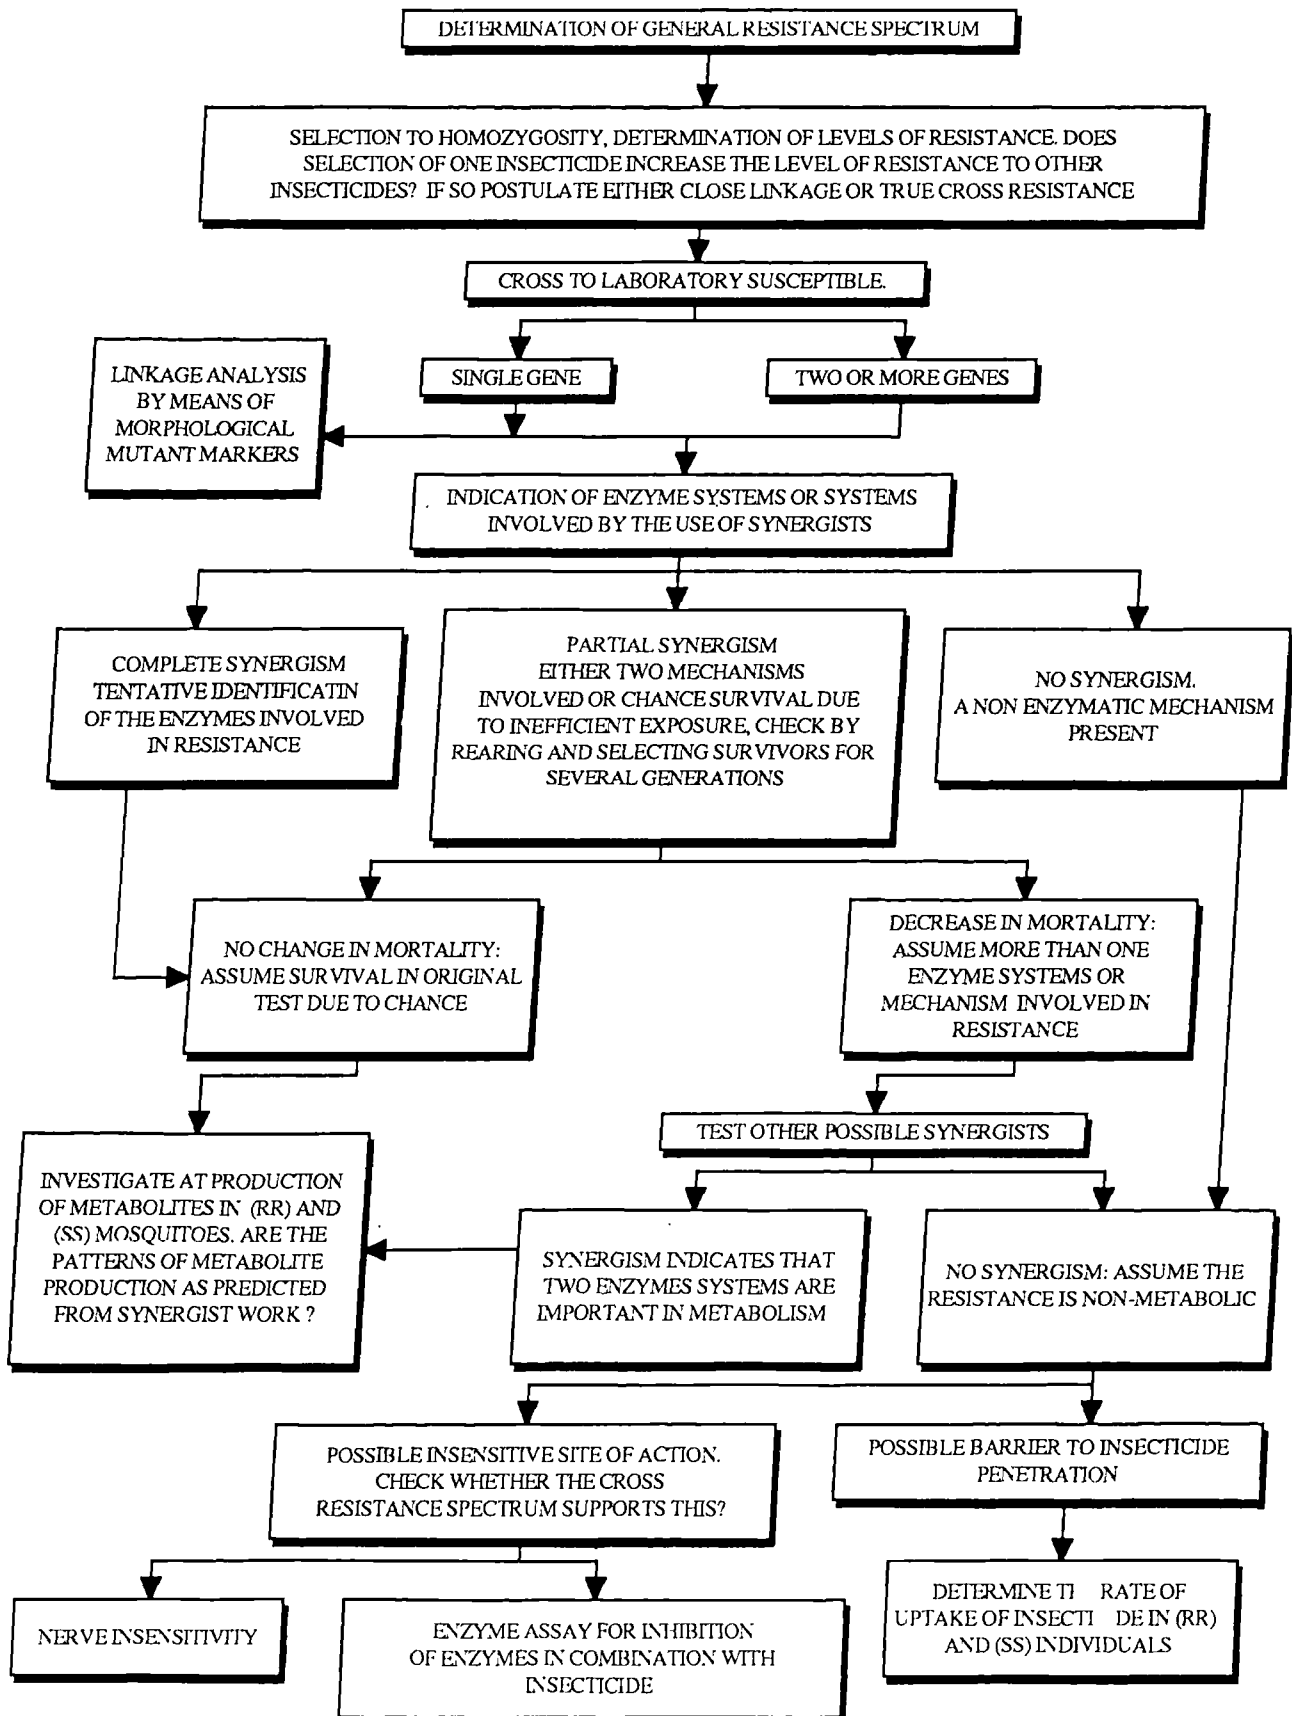 DETERMINATION OF GENERAL RESISTANCE SPECTRUM
SELECTION TO HOMOZYGOSITY, DETERMINATION OF LEVELS OF RESISTANCE. DOES
SELECTION OF ONE INSECTICIDE INCREASE THE LEVEL OF RESISTANCE TO OTHER
INSECTICIDES? IF SO POSTULATE EITHER CLOSE LINKAGE OR TRUE CROSS RESISTANCE
CROSS TO LABORATORY SUSCEPTIBLE.
SINGLE GENE
TWO OR MORE GENES
LINKAGE ANALYSIS
BY MEANS OF
MORPHOLOGICAL
MUTANT MARKERS
INDICATION OF ENZYME SYSTEMS OR SYSTEMS
INVOLVED BY THE USE OF SYNERGISTS
COMPLETE SYNERGISM
TENTATIVE IDENTIFICATIN
OF THE ENZYMES INVOLVED
IN RESISTANCE
PARTIAL SYNERGISM
EITHER TWO MECHANISMS
INVOLVED OR CHANCE SURVIVAL DUE
TO INEFFICIENT EXPOSURE, CHECK BY
REARING AND SELECTING SURVIVORS FOR
SEVERAL GENERATIONS
NO SYNERGISM.
A NON ENZYMATIC MECHANISM
PRESENT
NO CHANGE IN MORTALITY:
ASSUME SURVIVAL IN ORIGINAL
TEST DUE TO CHANCE
DECREASE IN MORTALITY:
ASSUME MORE THAN ONE
ENZYME SYSTEMS OR
MECHANISM INVOLVED IN
RESISTANCE
TEST OTHER POSSIBLE SYNERGISTS
INVESTIGATE AT PRODUCTION
OF METABOLITES IN (RR) AND
(SS) MOSQUITOES. ARE THE
PATTERNS OF METABOLITE
PRODUCTION AS PREDICTED
FROM SYNERGIST WORK ?
SYNERGISM INDICATES THAT
TWO ENZYMES SYSTEMS ARE
IMPORTANT IN METABOLISM
NO SYNERGISM: ASSUME THE
RESISTANCE IS NON-METABOLIC
POSSIBLE INSENSITIVE SITE OF ACTION.
CHECK WHETHER THE CROSS
RESISTANCE SPECTRUM SUPPORTS THIS?
POSSIBLE BARRIER TO INSECTICIDE
PENETRATION
NERVE INSENSITIVITY
ENZYME ASSAY FOR INHIBITION
OF ENZYMES IN COMBINATION WITH
INSECTICIDE
DETERMINE RATE OF
UPTAKE OF IN (RR)
AND (SS) INDIVIDUALS